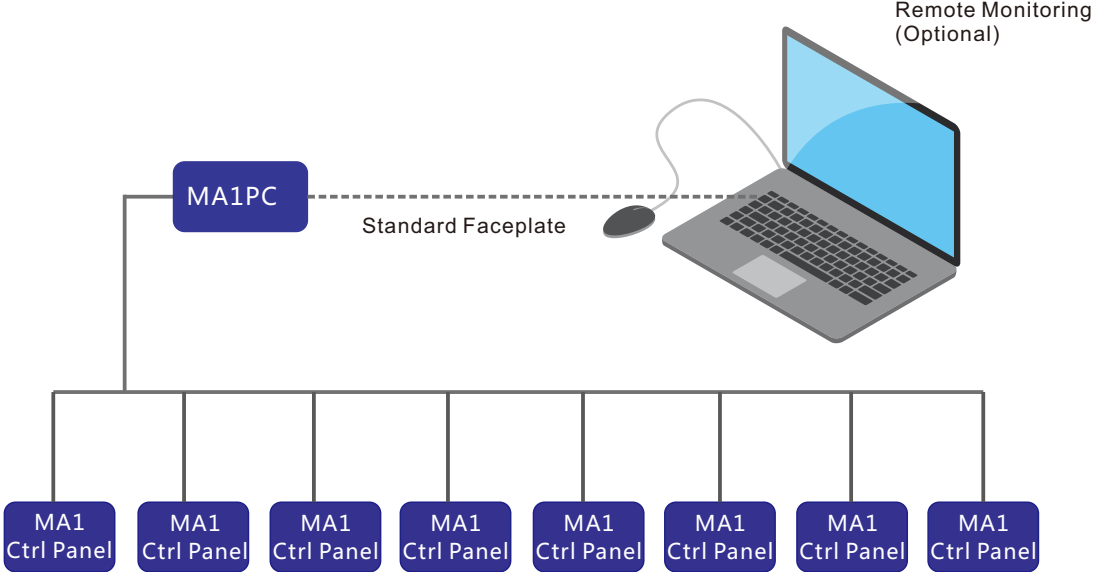 Remote Monitoring
(Optional)
MA1PC
Standard Faceplate
MA1
Ctrl Panel
MA1
Ctrl Panel
MA1
Ctrl Panel
MA1
Ctrl Panel
MA1
Ctrl Panel
MA1
Ctrl Panel
MA1
Ctrl Panel
MA1
Ctrl Panel